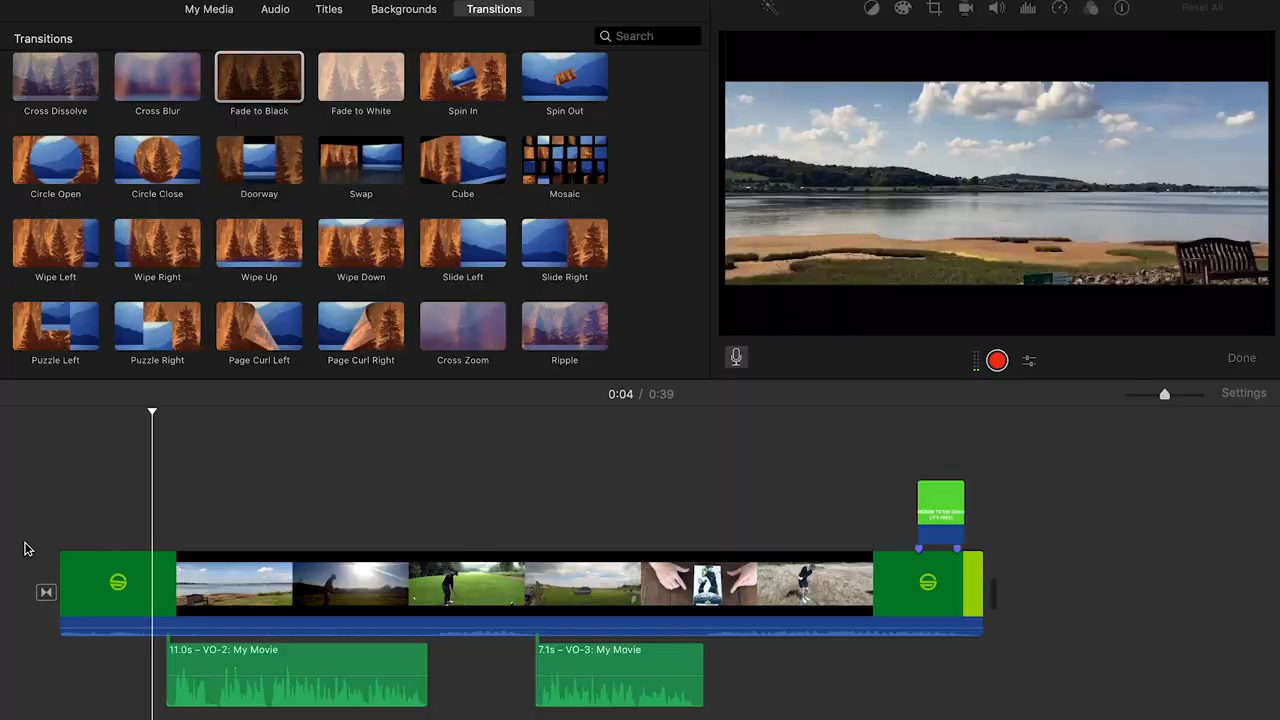 My Media Audio Titles Backgrounds Transitions
Reset All
Transitions
Search
Cross Dissolve Cross Blur Fade to Black Fade to White Spin In Spin Out
Circle Open Circle Close Doorway Swap Cube Mosaic
Wipe Left Wipe Right Wipe Up Wipe Down Slide Left Slide Right
Puzzle Left Puzzle Right Page Curl Left Page Curl Right Cross Zoom Ripple
Done
0:04 / 0:39
Settings
11.0s – VO-2: My Movie
7.1s – VO-3: My Movie